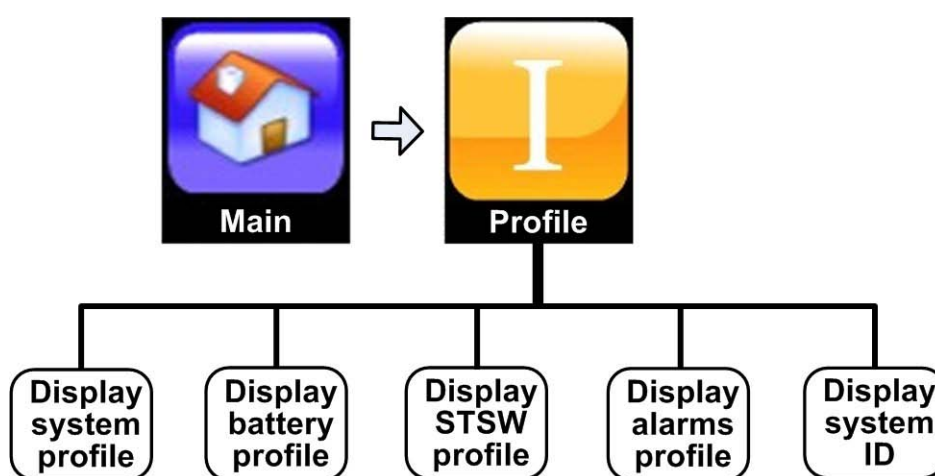 Main
I
Profile
Display
system
profile
Display
battery
profile
Display
STSW
profile
Display
alarms
profile
Display
system
ID